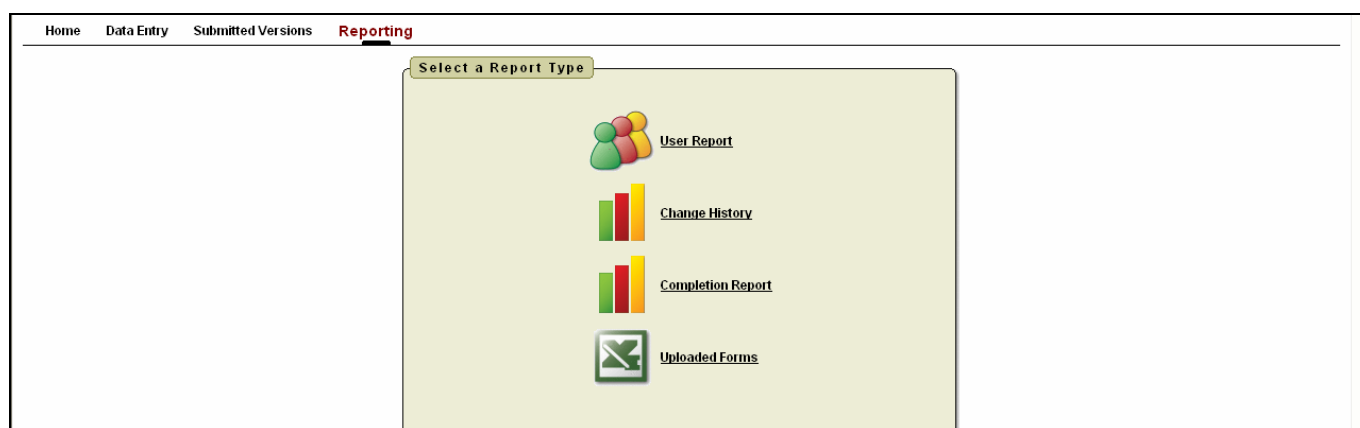 Home Data Entry Submitted Versions Reporting
Select a Report Type
User Report
Change History
Completion Report
Uploaded Forms